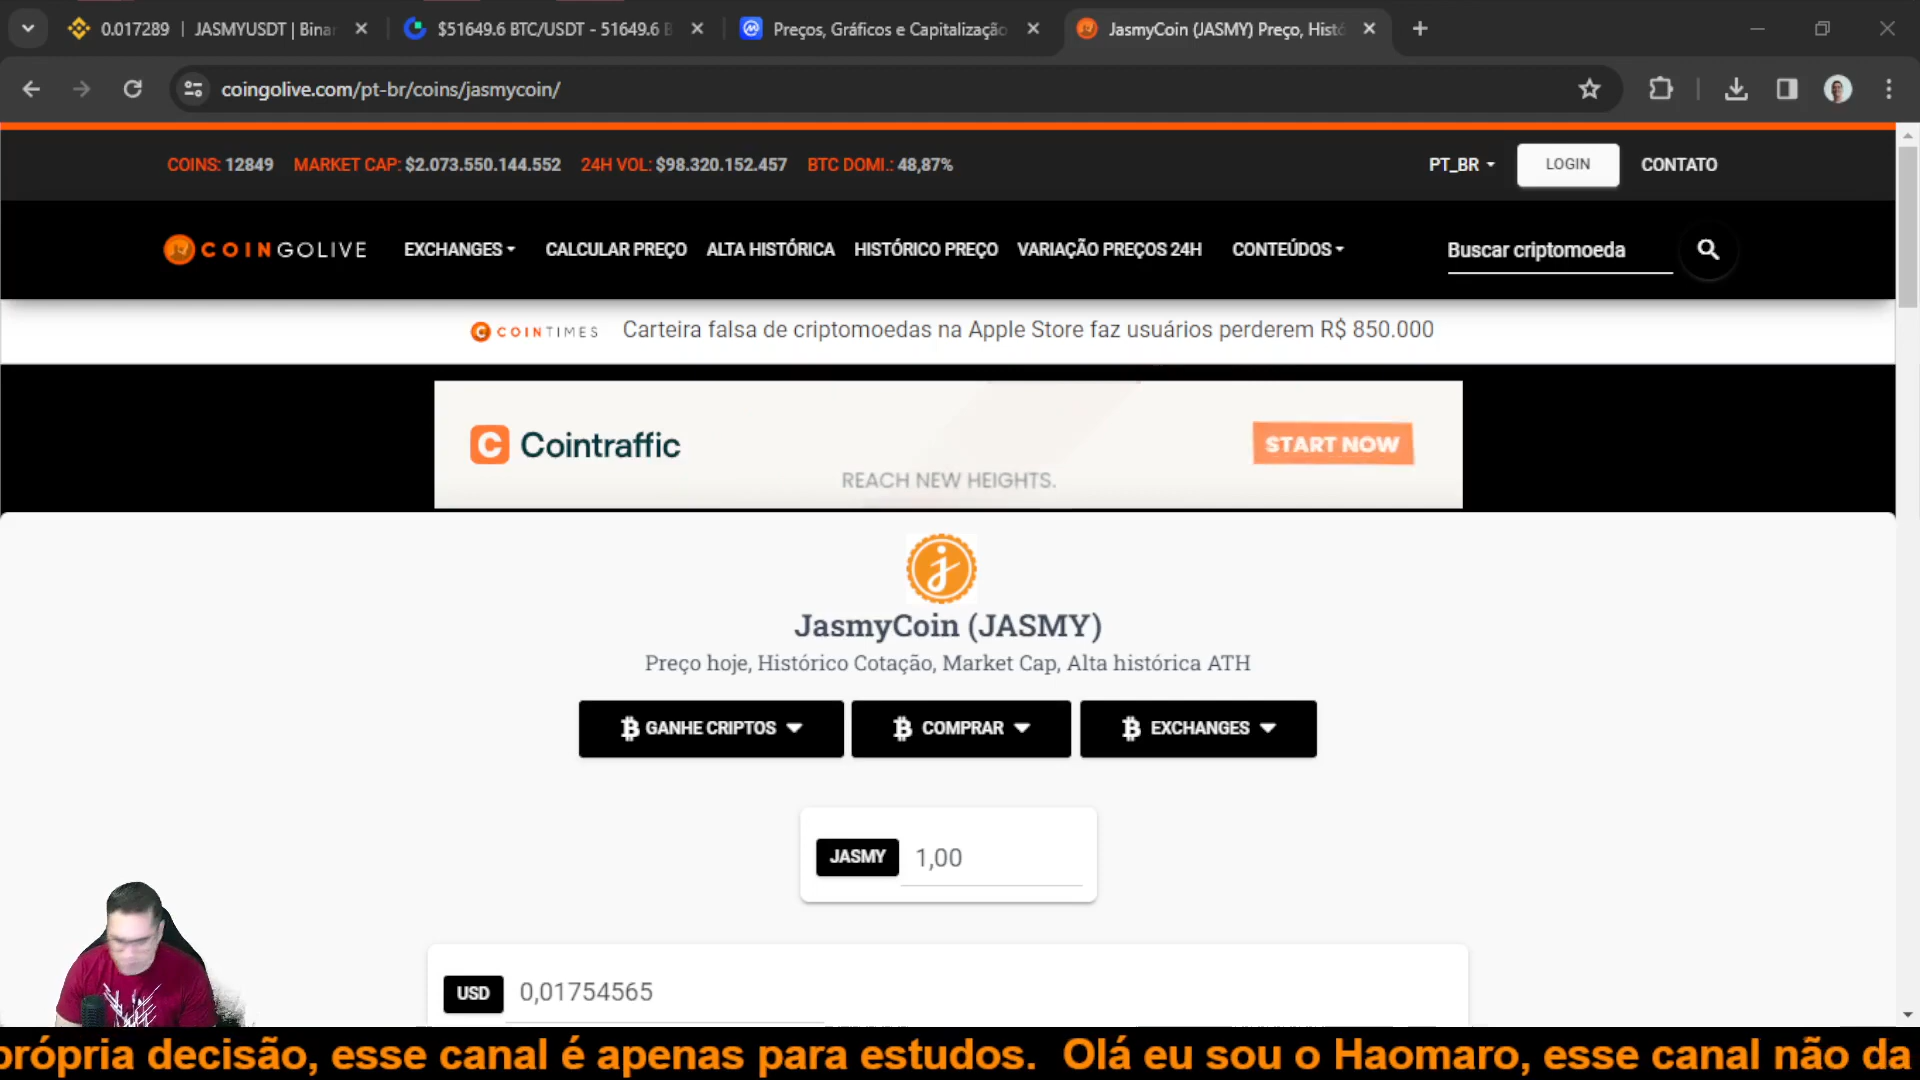 0.017289 | JASMYUSDT | Binan
$51649.6 BTC/USDT - 51649.6 B
Preços, Gráficos e Capitalização
JasmyCoin (JASMY) Preço, Histó
coingolive.com/pt-br/coins/jasmycoin/
COINS: 12849 MARKET CAP: $2.073.550.144.552 24H VOL: $98.320.152.457 BTC DOMI.: 48,87%
PT_BR LOGIN CONTATO
COINGOLIVE EXCHANGES CALCULAR PREÇO ALTA HISTÓRICA HISTÓRICO PREÇO VARIAÇÃO PREÇOS 24H CONTEÚDOS Buscar criptomoeda
COINTIMES Carteira falsa de criptomoedas na Apple Store faz usuários perderem R$ 850.000
Cointraffic
START NOW
REACH NEW HEIGHTS.
JasmyCoin (JASMY)
Preço hoje, Histórico Cotação, Market Cap, Alta histórica ATH
GANHE CRIPTOS COMPRAR EXCHANGES
JASMY 1,00
USD 0,01754565
própria decisão, esse canal é apenas para estudos. Olá eu sou o Haomaro, esse canal não da